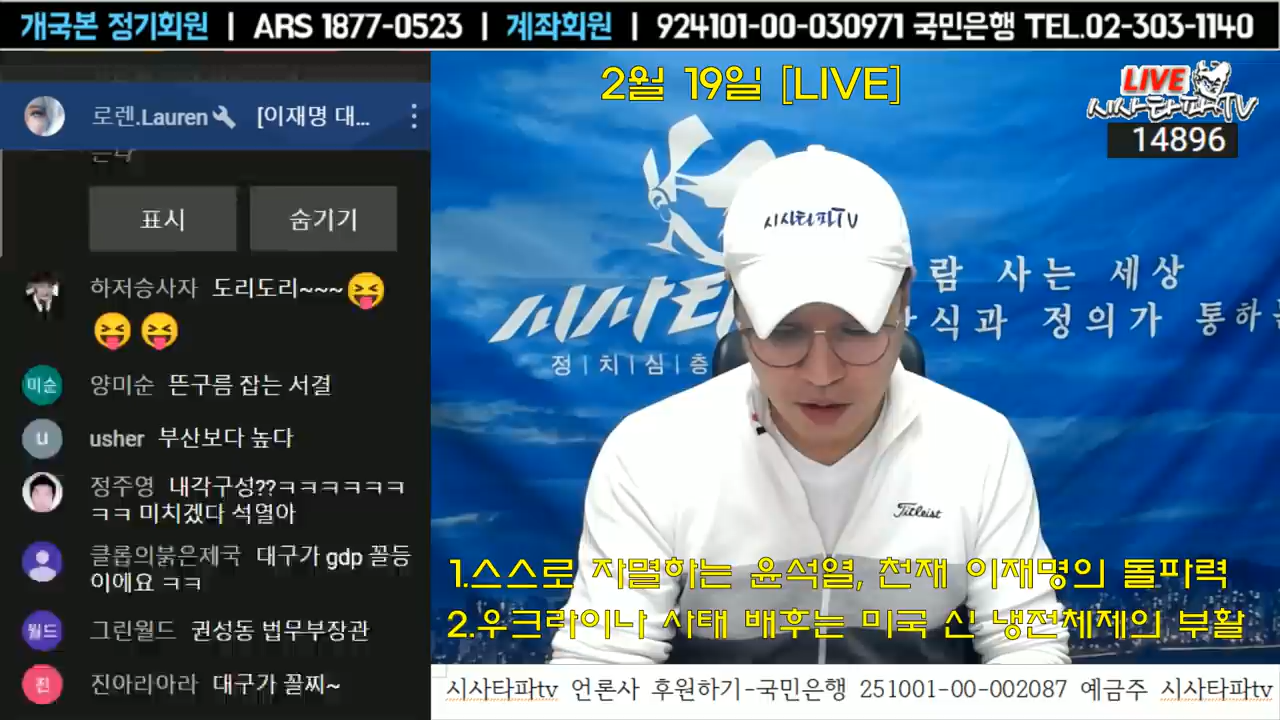 개국본 정기회원 | ARS 1877-0523 | 계좌회원 | 924101-00-030971 국민은행 TEL.02-303-1140
2월 19일 [LIVE]
LIVE
시사타파TV
14896
로렌.Lauren [이재명 대...
표시 숨기기
하저승사자 도리도리~~~
미순 양미순 뜬구름 잡는 서결
u usher 부산보다 높다
정주영 내각구성??ㅋㅋㅋㅋㅋㅋ
ㅋㅋ 미치겠다 석열아
클롭의붉은제국 대구가 gdp 꼴등
이에요 ㅋㅋ
월드 그린월드 권성동 법무부장관
진 진아리아라 대구가 꼴찌~
시사타파TV
시사타
정|치|심|층
람 사는 세상
식과 정의가 통하는
Titleist
1.스스로 자멸하는 윤석열, 천재 이재명의 돌파력
2.우크라이나 사태 배후는 미국 신 냉전체제의 부활
시사타파tv 언론사 후원하기-국민은행 251001-00-002087 예금주 시사타파tv